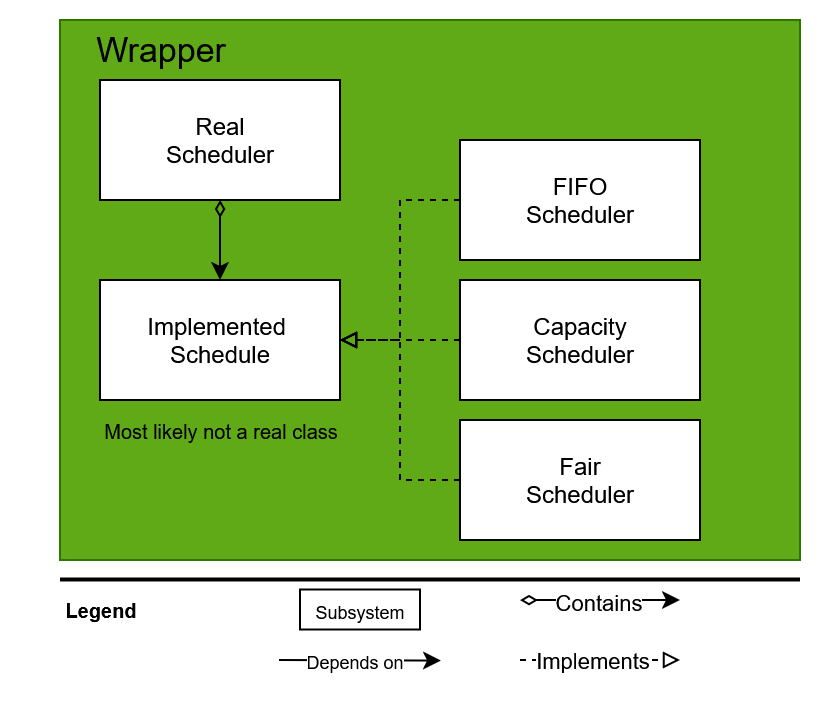 Wrapper
Real
Scheduler
FIFO
Scheduler
Implemented
Schedule
Capacity
Scheduler
Most likely not a real class
Fair
Scheduler
Legend
Subsystem
Contains
Depends on
Implements